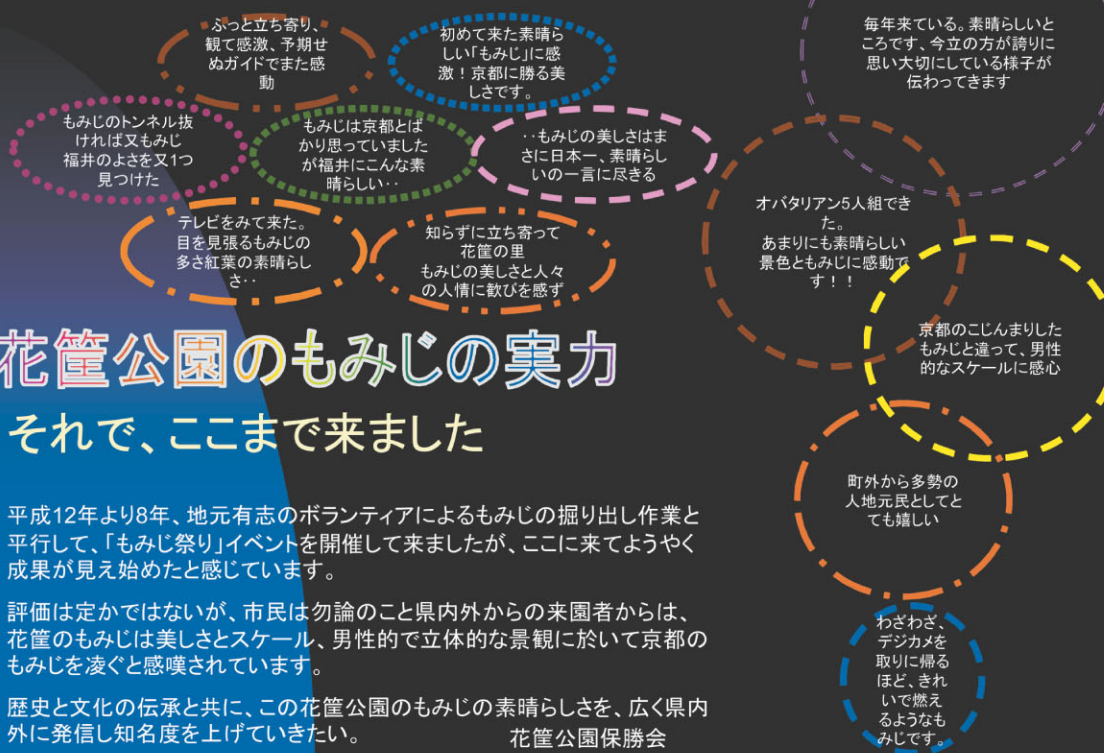 ふっと立ち寄り、
観て感激、予期せ
ぬガイドでまた感
動
初めて来た素晴ら
しい「もみじ」に感
激！京都に勝る美
しさです。
毎年来ている。素晴らしいと
ころです、今立の方が誇りに
思い大切にしている様子が
伝わってきます
もみじのトンネル抜
ければ又もみじ
福井のよさを又1つ
見つけた
もみじは京都とば
かり思っていました
が福井にこんな素
晴らしい‥
‥もみじの美しさはま
さに日本一、素晴らし
いの一言に尽きる
テレビをみて来た。
目を見張るもみじの
多さ紅葉の素晴らし
さ‥
知らずに立ち寄って
花筐の里
もみじの美しさと人々
の人情に歓びを感ず
オバタリアン5人組でき
た。
あまりにも素晴らしい
景色ともみじに感動で
す！！
京都のこじんまりした
もみじと違って、男性
的なスケールに感心
町外から多勢の
人地元民としてと
ても嬉しい
わざわざ、
デジカメを
取りに帰る
ほど、きれ
いで燃え
るようなも
みじです。
花筐公園のもみじの実力
それで、ここまで来ました
平成12年より8年、地元有志のボランティアによるもみじの掘り出し作業と
平行して、「もみじ祭り」イベントを開催して来ましたが、ここに来てようやく
成果が見え始めたと感じています。
評価は定かではないが、市民は勿論のこと県内外からの来園者からは、
花筐のもみじは美しさとスケール、男性的で立体的な景観に於いて京都の
もみじを凌ぐと感嘆されています。
歴史と文化の伝承と共に、この花筐公園のもみじの素晴らしさを、広く県内
外に発信し知名度を上げていきたい。
花筐公園保勝会